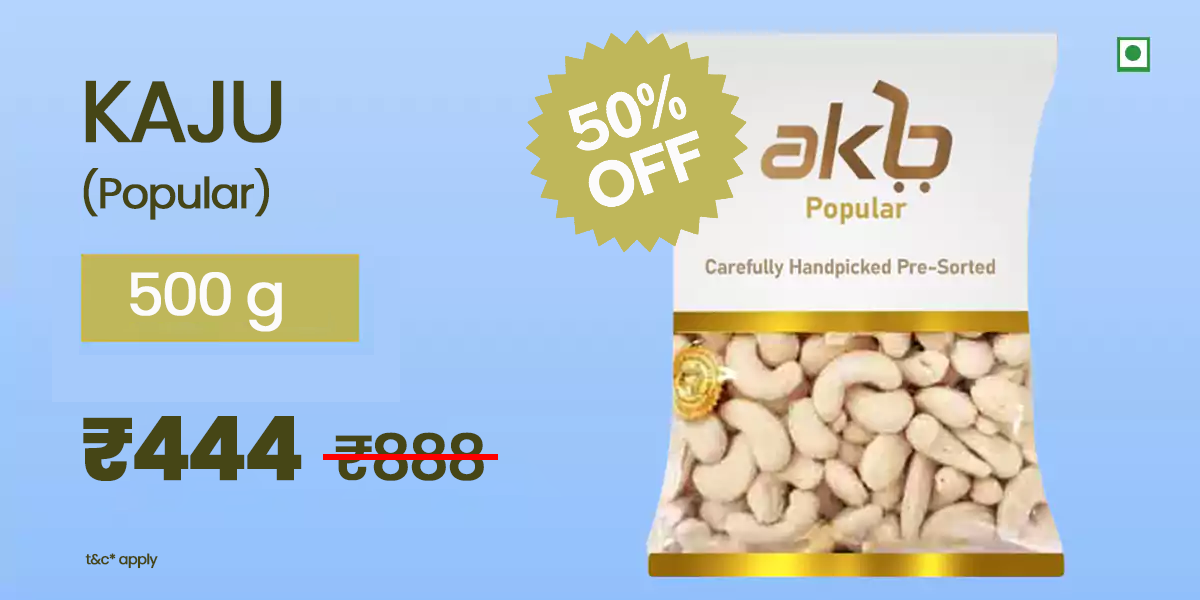 KAJU
(Popular)
500 g
₹444 ₹888
t&c* apply
50%
OFF
akb
Popular
Carefully Handpicked Pre-Sorted